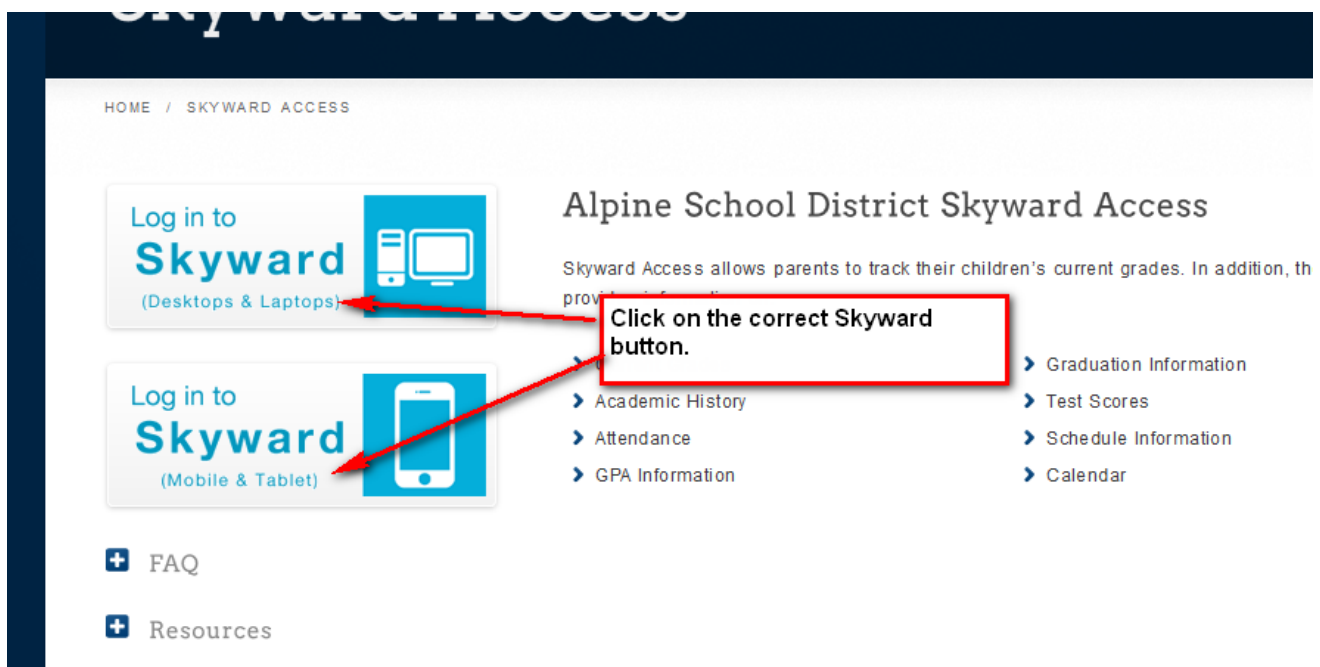 Skyward Access
HOME / SKYWARD ACCESS
Log in to
Skyward
(Desktops & Laptops)
Log in to
Skyward
(Mobile & Tablet)
FAQ
Resources
Alpine School District Skyward Access
Skyward Access allows parents to track their children's current grades. In addition, th
Click on the correct Skyward
button.
Academic History
Attendance
GPA Information
Graduation Information
Test Scores
Schedule Information
Calendar